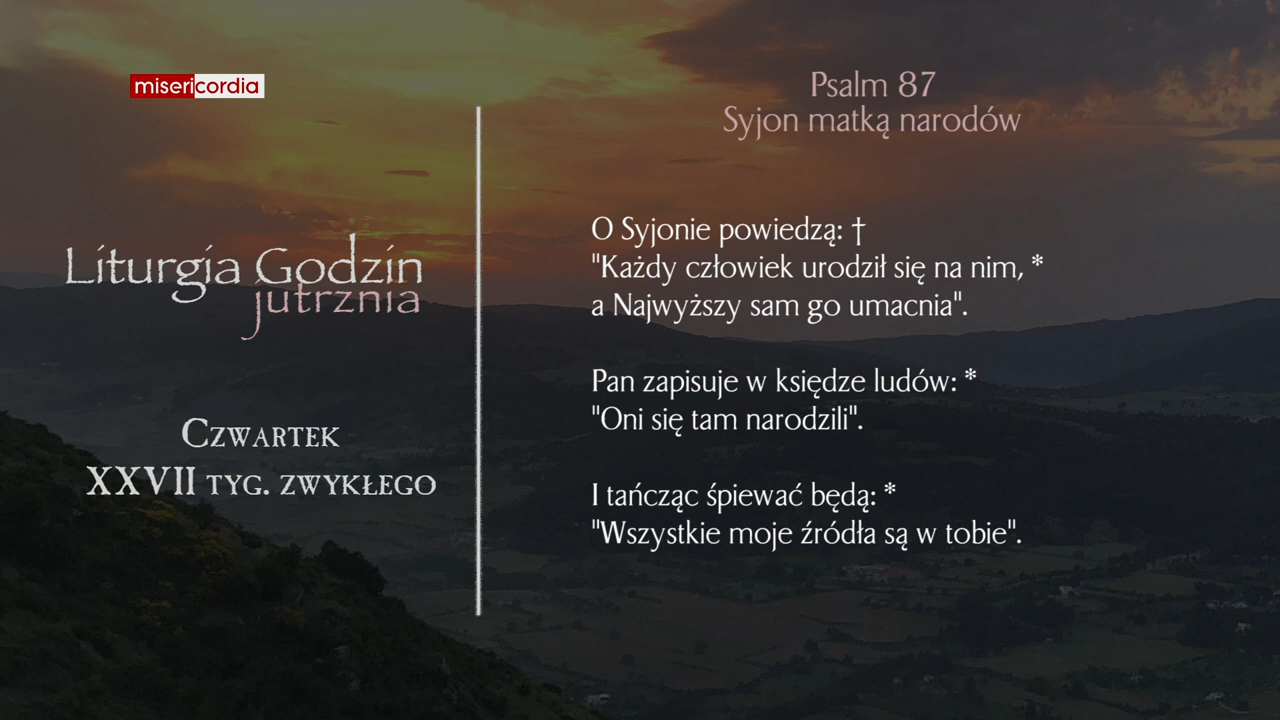 misericordia
Liturgia Godzin
jutrznia
Czwartek
XXVII tyg. zwykłego
Psalm 87
Syjon matką narodów
O Syjonie powiedzą: †
"Każdy człowiek urodził się na nim, *
a Najwyższy sam go umacnia".
Pan zapisuje w księdze ludów: *
"Oni się tam narodzili".
I tańcząc śpiewać będą: *
"Wszystkie moje źródła są w tobie".